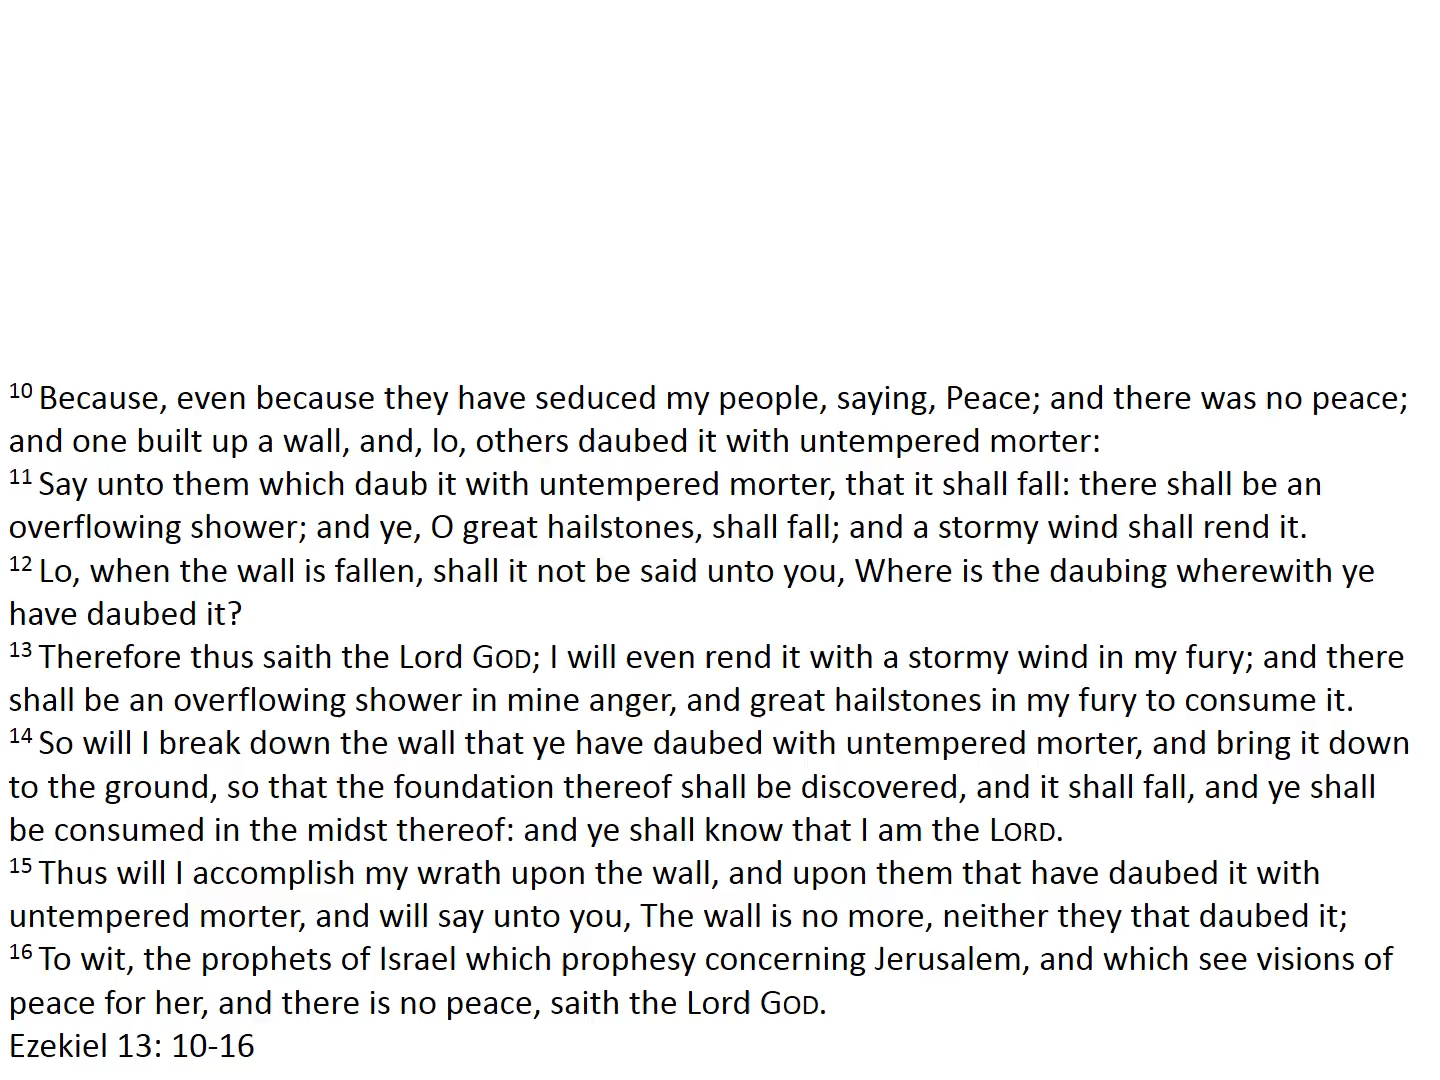 10 Because, even because they have seduced my people, saying, Peace; and there was no peace;
and one built up a wall, and, lo, others daubed it with untempered morter:
11 Say unto them which daub it with untempered morter, that it shall fall: there shall be an
overflowing shower; and ye, O great hailstones, shall fall; and a stormy wind shall rend it.
12 Lo, when the wall is fallen, shall it not be said unto you, Where is the daubing wherewith ye
have daubed it?
13 Therefore thus saith the Lord GOD; I will even rend it with a stormy wind in my fury; and there
shall be an overflowing shower in mine anger, and great hailstones in my fury to consume it.
14 So will I break down the wall that ye have daubed with untempered morter, and bring it down
to the ground, so that the foundation thereof shall be discovered, and it shall fall, and ye shall
be consumed in the midst thereof: and ye shall know that I am the LORD.
15 Thus will I accomplish my wrath upon the wall, and upon them that have daubed it with
untempered morter, and will say unto you, The wall is no more, neither they that daubed it;
16 To wit, the prophets of Israel which prophesy concerning Jerusalem, and which see visions of
peace for her, and there is no peace, saith the Lord GOD.
Ezekiel 13: 10-16